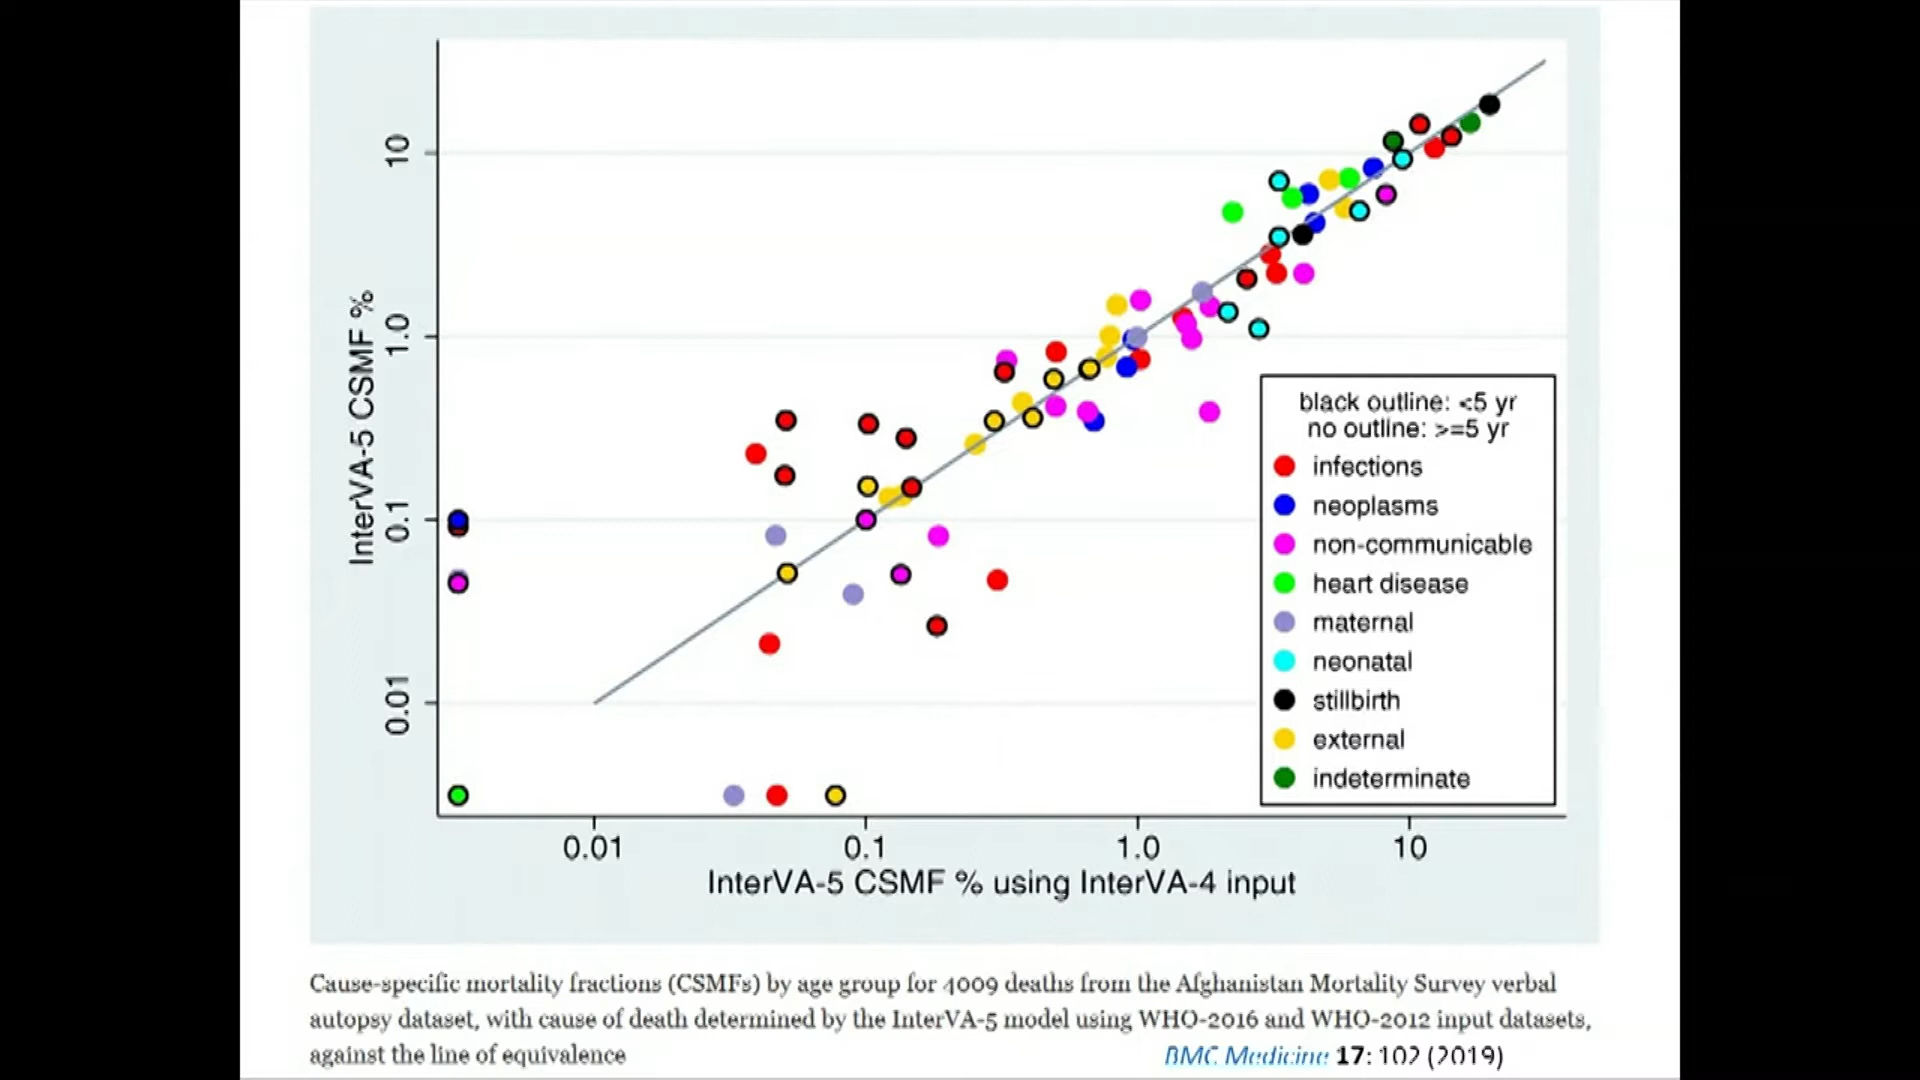 10
1.0
0.1
0.01
InterVA-5 CSMF %
black outline: <5 yr
no outline: >=5 yr
infections
neoplasms
non-communicable
heart disease
maternal
neonatal
stillbirth
external
indeterminate
0.01 0.1 1.0 10
InterVA-5 CSMF % using InterVA-4 input
Cause-specific mortality fractions (CSMFs) by age group for 4009 deaths from the Afghanistan Mortality Survey verbal
autopsy dataset, with cause of death determined by the InterVA-5 model using WHO-2016 and WHO-2012 input datasets,
against the line of equivalence
BMC Medicine 17: 102 (2019)